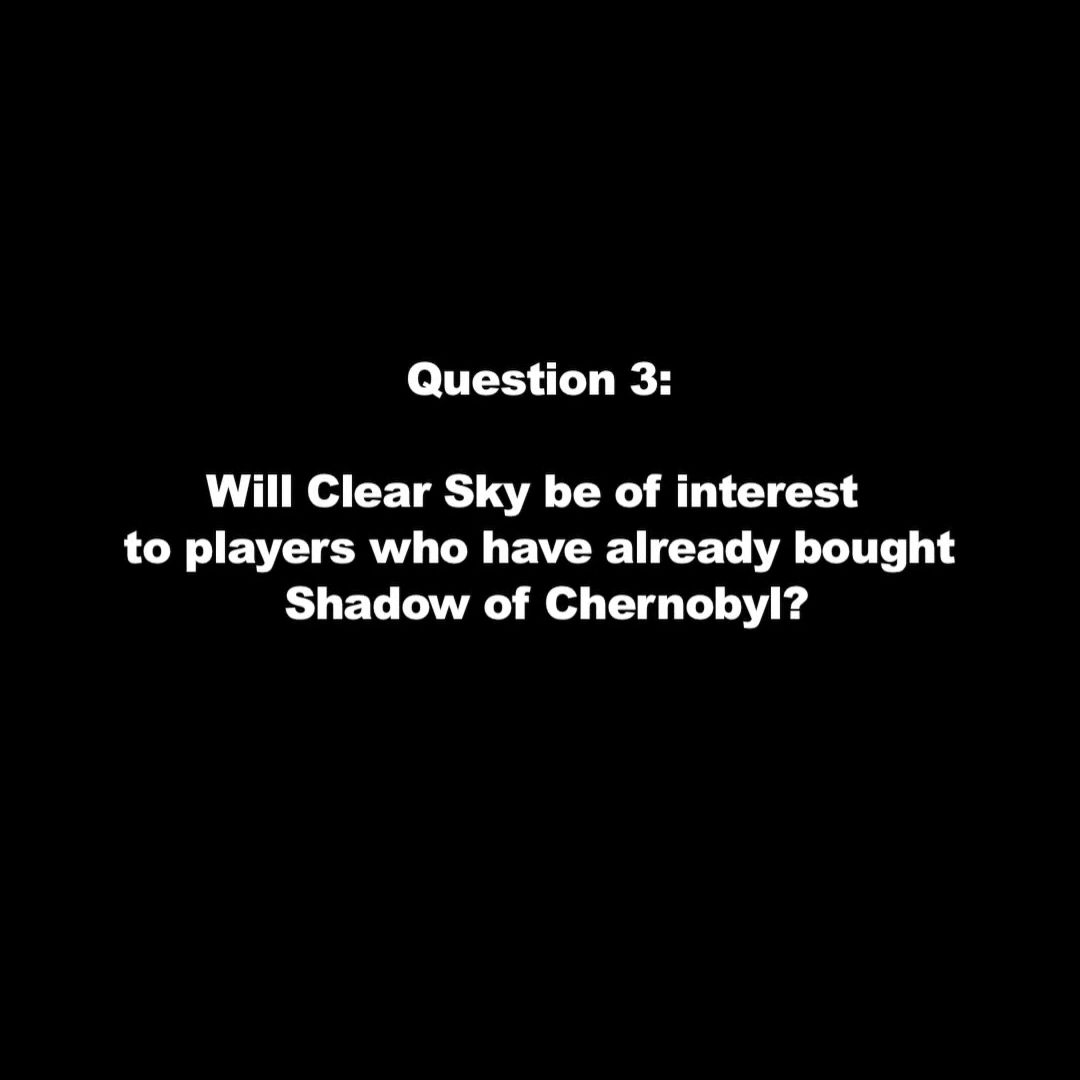 Question 3:
Will Clear Sky be of interest
to players who have already bought
Shadow of Chernobyl?